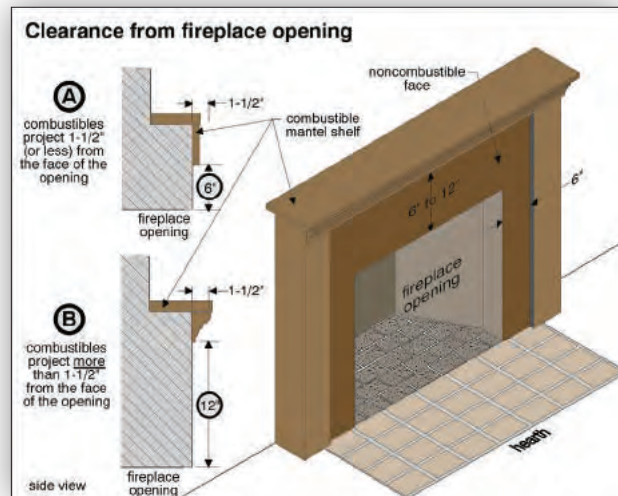 Clearance from fireplace opening
A
combustibles
project 1-1/2"
(or less) from
the face of the
opening
1-1/2"
6"
fireplace
opening
combustible
mantel shelf
noncombustible
face
6" to 12"
6"
fireplace
opening
hearth
B
combustibles
project more
than 1-1/2"
from the face
of the opening
1-1/2"
12"
side view
fireplace
opening